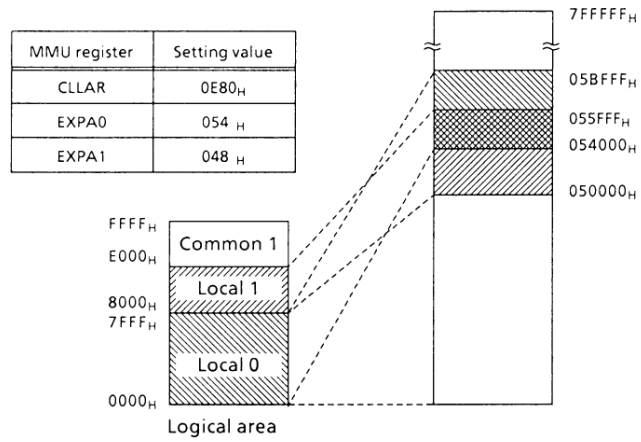 MMU register Setting value
CLLAR 0E80H
EXPA0 054 H
EXPA1 048 H
7FFFFFH
05BFFFH
055FFFH
054000H
050000H
FFFFH
Common 1
E000H
Local 1
8000H
7FFFH
Local 0
0000H
Logical area